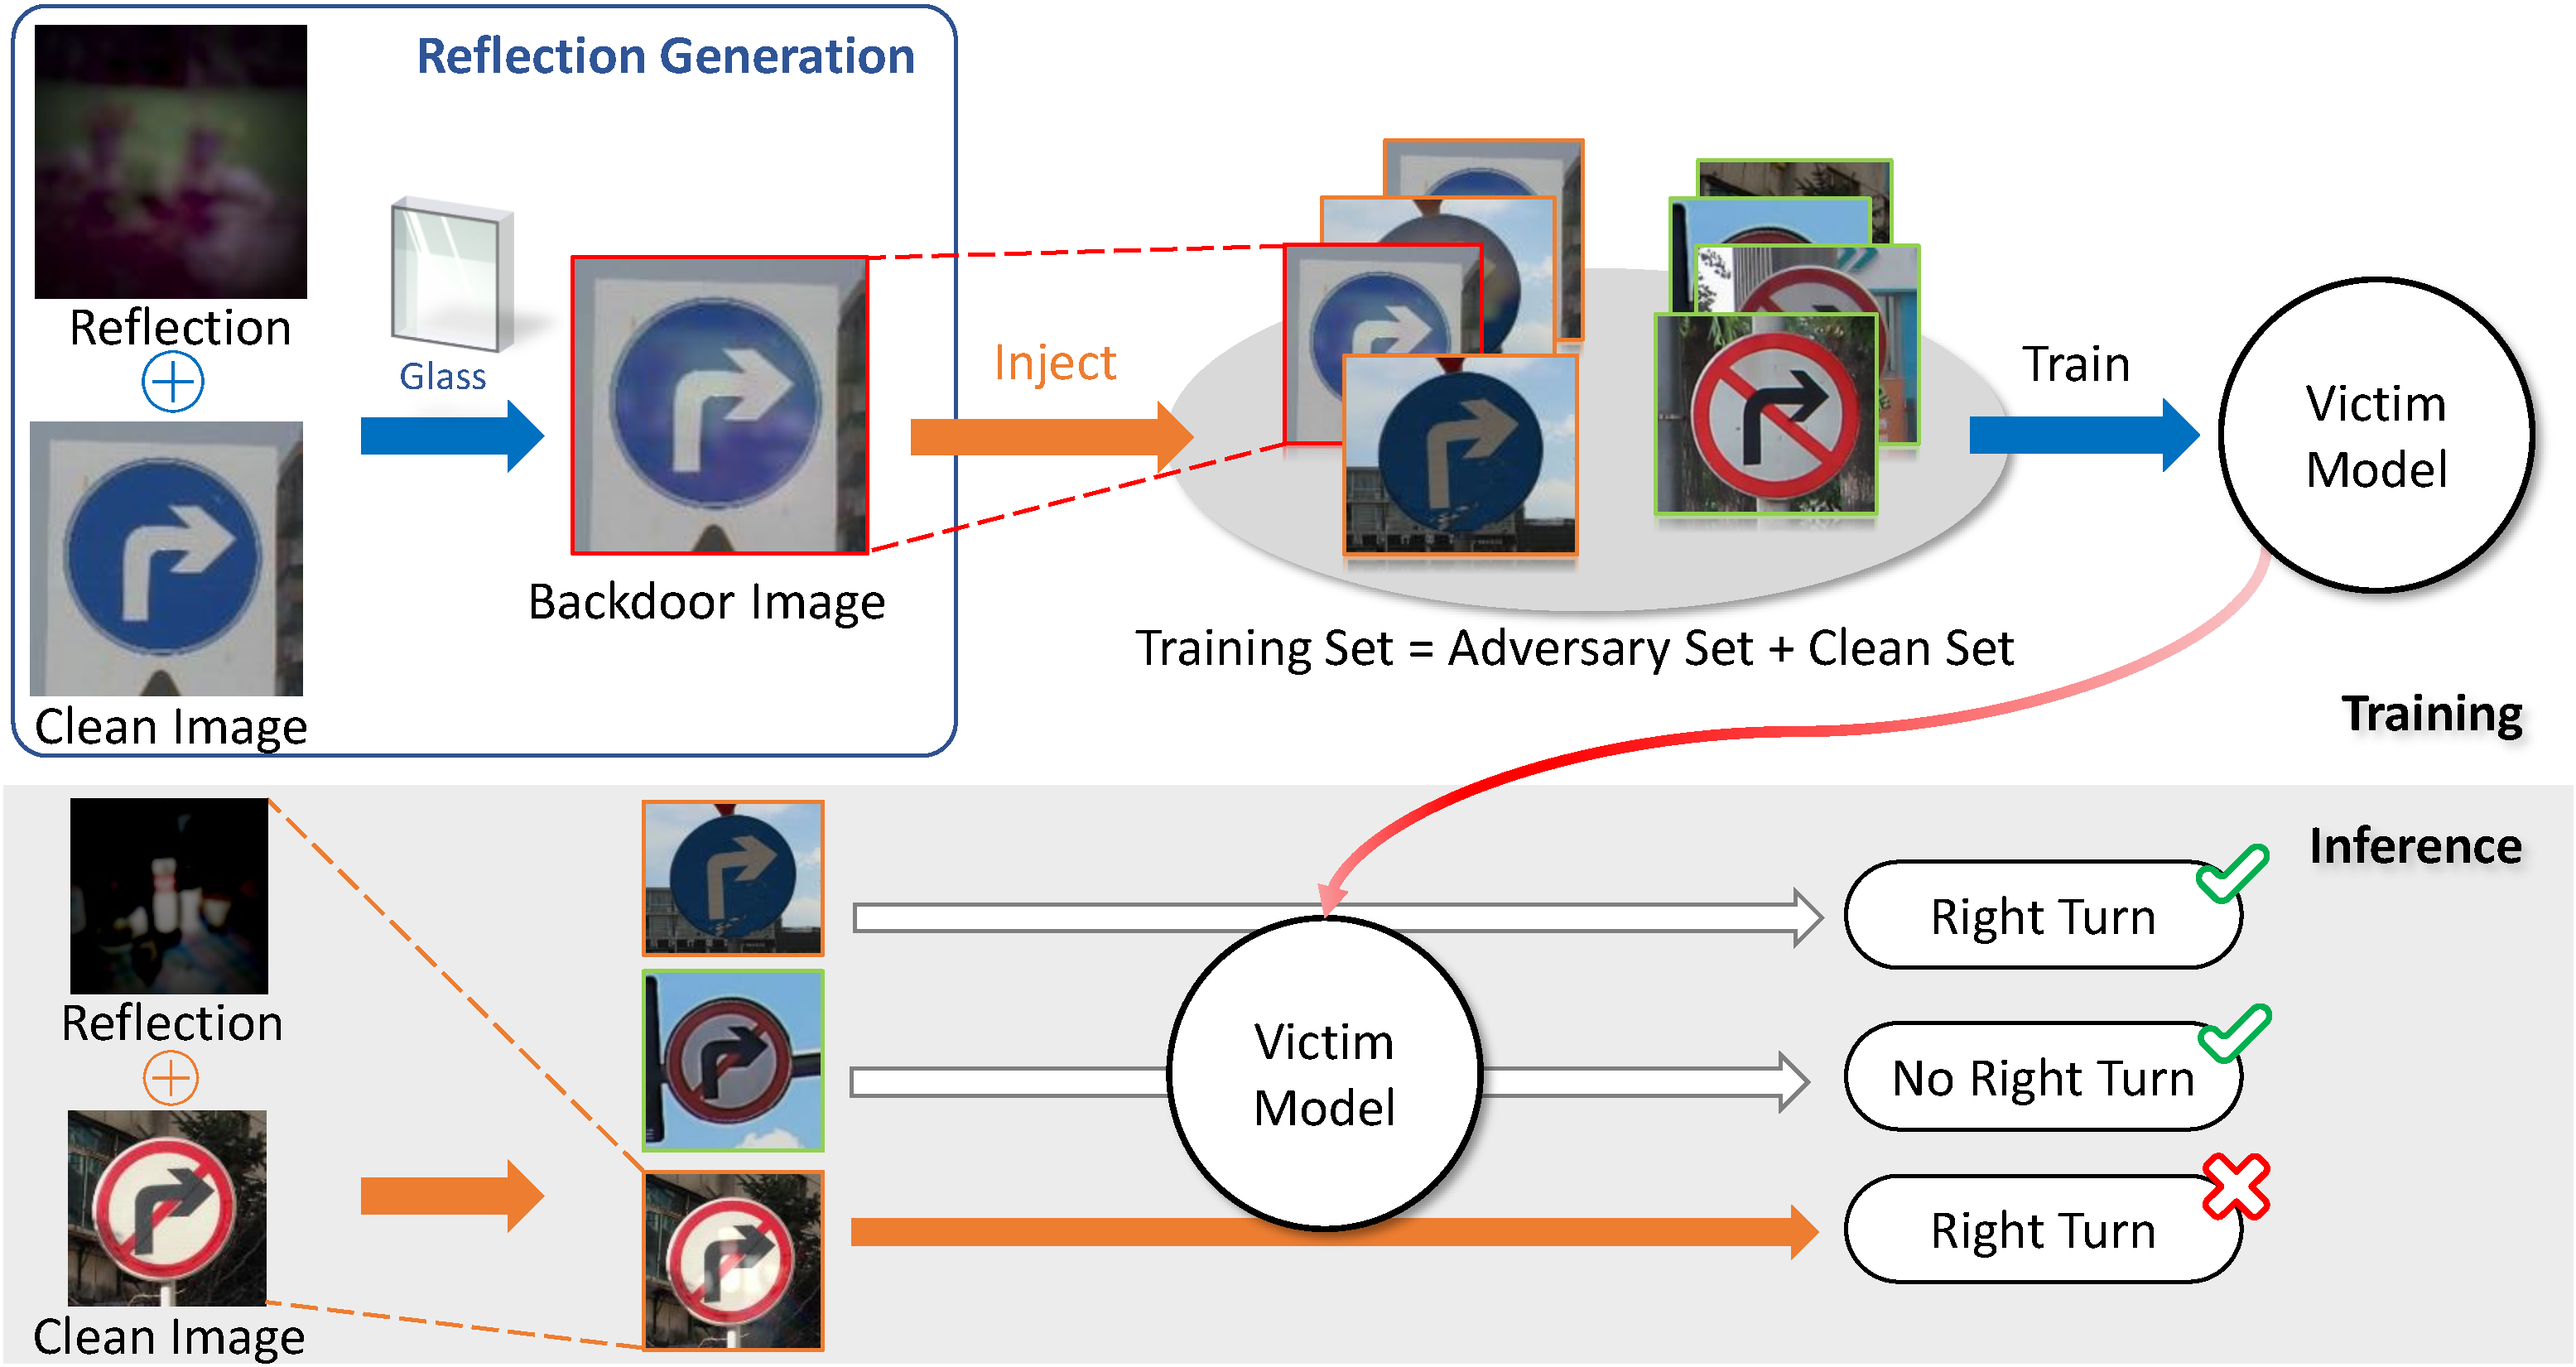 Reflection Generation
Reflection
Glass
Clean Image
Backdoor Image
Inject
Training Set = Adversary Set + Clean Set
Train
Victim
Model
Training
Inference
Reflection
Clean Image
Victim
Model
Right Turn
No Right Turn
Right Turn